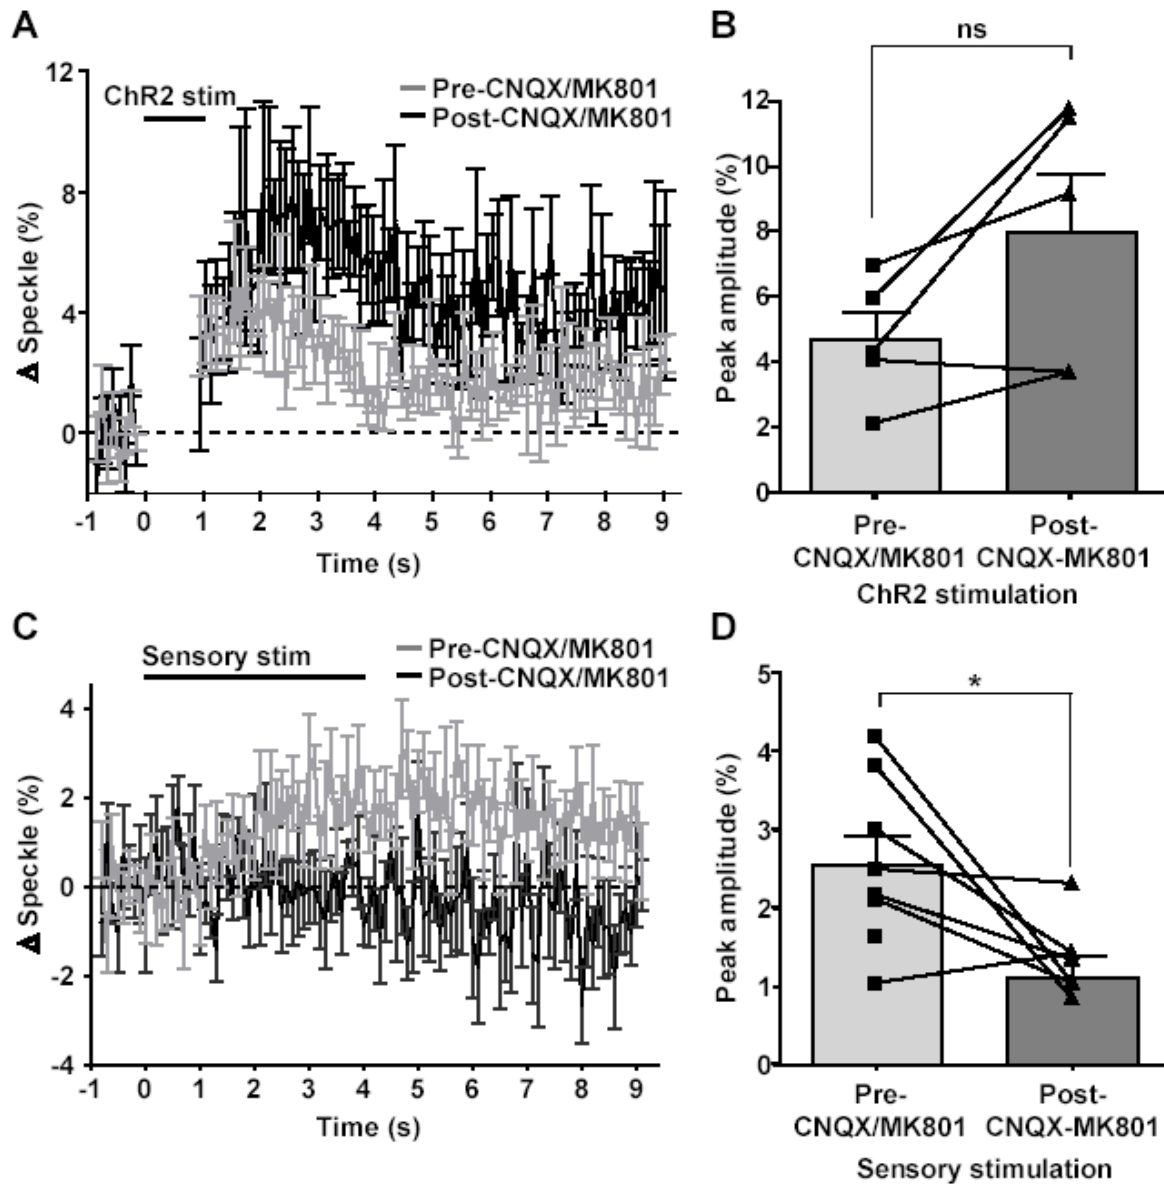 A
ChR2 stim
Pre-CNQX/MK801
Post-CNQX/MK801
Δ Speckle (%)
12
8
4
0
-1 0 1 2 3 4 5 6 7 8 9
Time (s)
B
ns
Peak amplitude (%)
12
10
8
6
4
2
0
Pre- Post-
CNQX/MK801 CNQX-MK801
ChR2 stimulation
C
Sensory stim
Pre-CNQX/MK801
Post-CNQX/MK801
Δ Speckle (%)
4
2
0
-2
-4
-1 0 1 2 3 4 5 6 7 8 9
Time (s)
D
*
Peak amplitude (%)
5
4
3
2
1
0
Pre- Post-
CNQX/MK801 CNQX-MK801
Sensory stimulation